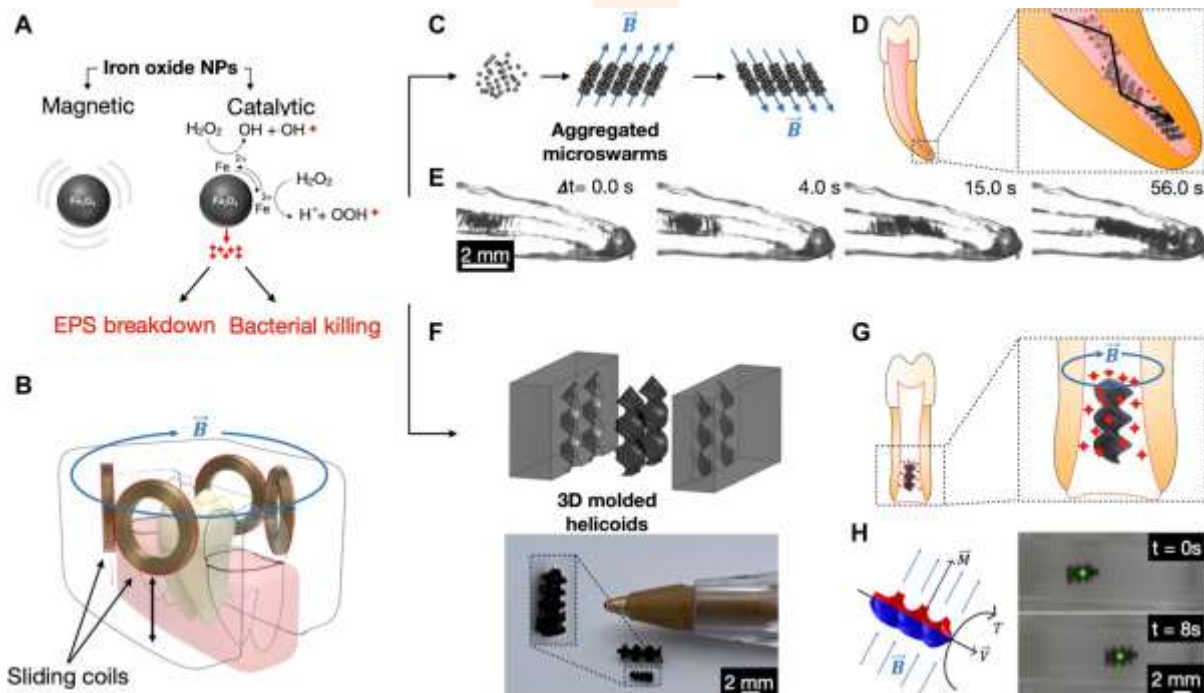 A
Iron oxide NPs
Magnetic
Catalytic
H₂O₂ OH + OH
Fe 2+
3+
Fe
H₂O₂
H⁺+ OOH
EPS breakdown
Bacterial killing
B
B
Sliding coils
C
B
B
Aggregated
microswarms
D
E
Δt= 0.0 s
4.0 s
15.0 s
56.0 s
2 mm
F
3D molded
helicoids
2 mm
G
B
H
M
T
V
B
t = 0s
t = 8s
2 mm